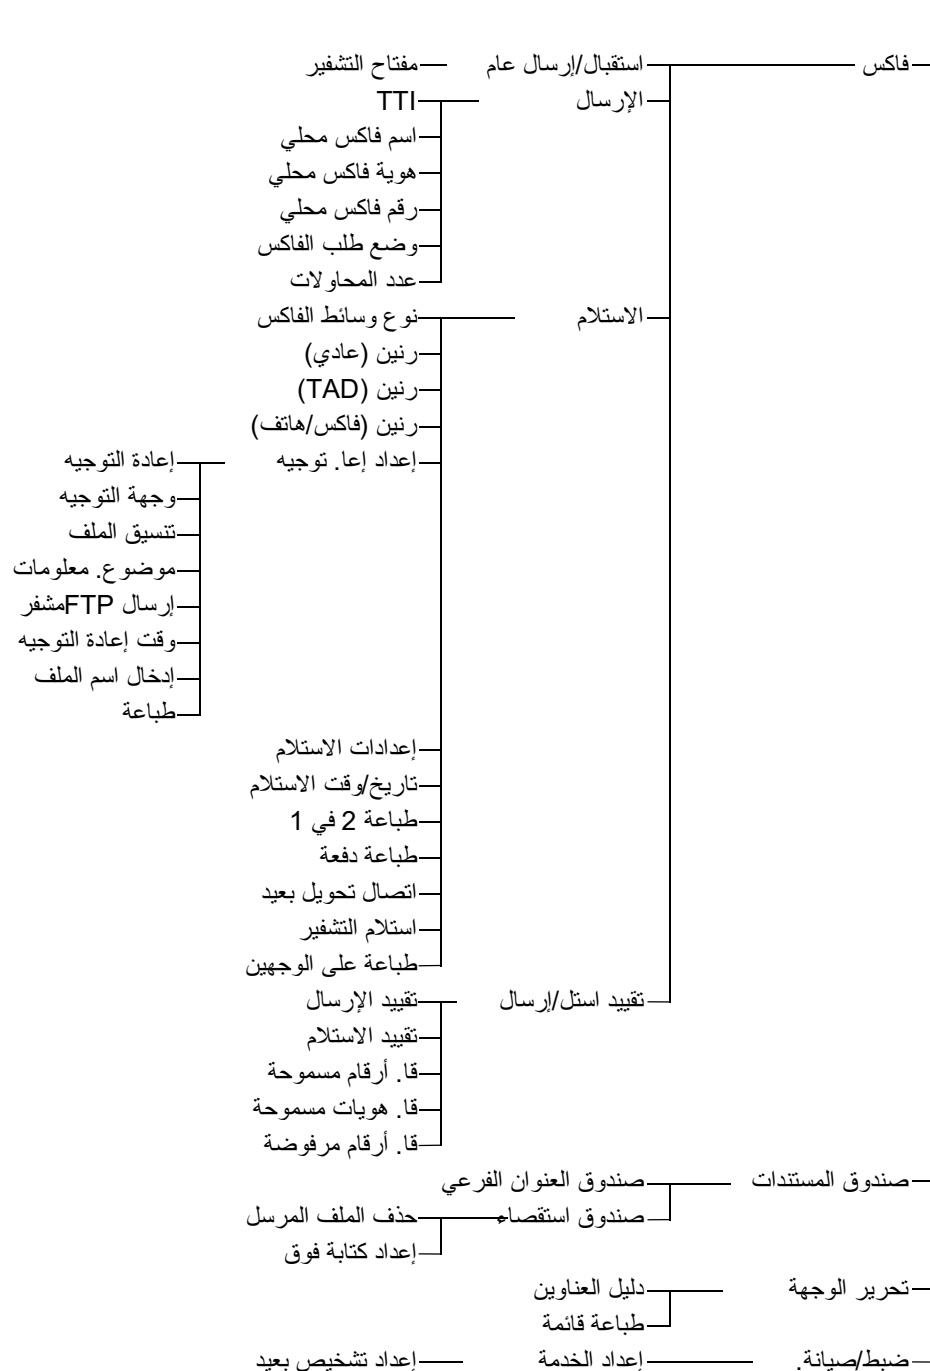 فاكس استقبال/إرسال عام مفتاح التشفير
الإرسال TTI
اسم فاكس محلي
هوية فاكس محلي
رقم فاكس محلي
وضع طلب الفاكس
عدد المحاولات
الاستلام نوع وسائط الفاكس
رنين (عادي)
رنين (TAD)
رنين (فاكس/هاتف)
إعداد إعا. توجيه إعادة التوجيه
وجهة التوجيه
تنسيق الملف
موضوع. معلومات
إرسال FTPمشفر
وقت إعادة التوجيه
إدخال اسم الملف
طباعة
إعدادات الاستلام
تاريخ/وقت الاستلام
طباعة 2 في 1
طباعة دفعة
اتصال تحويل بعيد
استلام التشفير
طباعة على الوجهين
تقييد استل/إرسال تقييد الإرسال
تقييد الاستلام
قا. أرقام مسموحة
قا. هويات مسموحة
قا. أرقام مرفوضة
صندوق المستندات صندوق العنوان الفرعي
صندوق استقصاء حذف الملف المرسل
إعداد كتابة فوق
تحرير الوجهة دليل العناوين
طباعة قائمة
ضبط/صيانة. إعداد الخدمة إعداد تشخيص بعيد